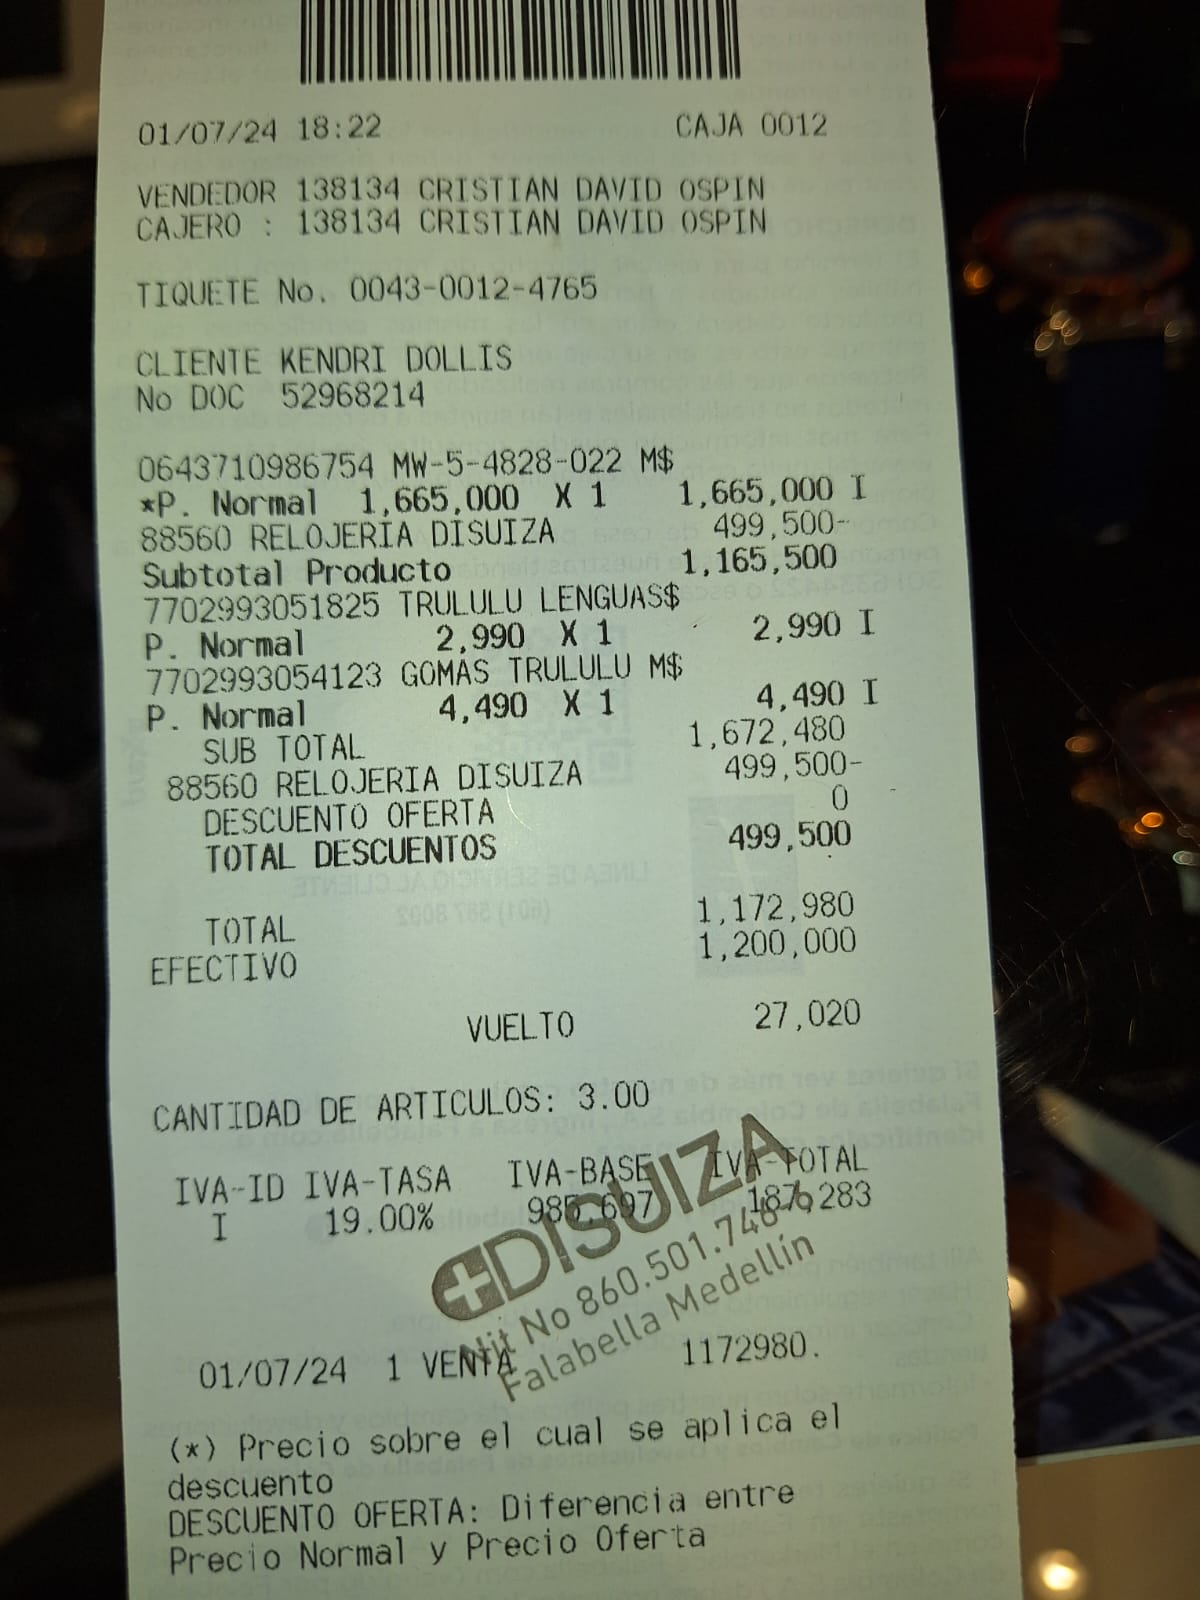 01/07/24 18:22 CAJA 0012
VENDEDOR 138134 CRISTIAN DAVID OSPIN
CAJERO : 138134 CRISTIAN DAVID OSPIN
TIQUETE No. 0043-0012-4765
CLIENTE KENDRI DOLLIS
No DOC 52968214
0643710986754 MW-5-4828-022 M$
*P. Normal 1,665,000 X 1 1,665,000 I
88560 RELOJERIA DISUIZA 499,500-
Subtotal Producto 1,165,500
7702993051825 TRULULU LENGUAS$
P. Normal 2,990 X 1 2,990 I
7702993054123 GOMAS TRULULU M$
P. Normal 4,490 X 1 4,490 I
SUB TOTAL 1,672,480
88560 RELOJERIA DISUIZA 499,500-
DESCUENTO OFERTA 0
TOTAL DESCUENTOS 499,500
TOTAL 1,172,980
EFECTIVO 1,200,000
VUELTO 27,020
CANTIDAD DE ARTICULOS: 3.00
IVA-ID IVA-TASA IVA-BASE IVA-TOTAL
I 19.00% 985,697 187,283
DISUIZA
Nit No 860.501.748-
Falabella Medellín
01/07/24 1 VENTA 1172980.
(*) Precio sobre el cual se aplica el
descuento
DESCUENTO OFERTA: Diferencia entre
Precio Normal y Precio Oferta